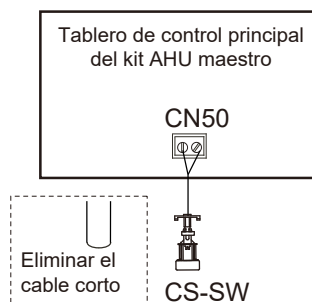 Tablero de control principal
del kit AHU maestro
CN50
Eliminar el
cable corto
CS-SW